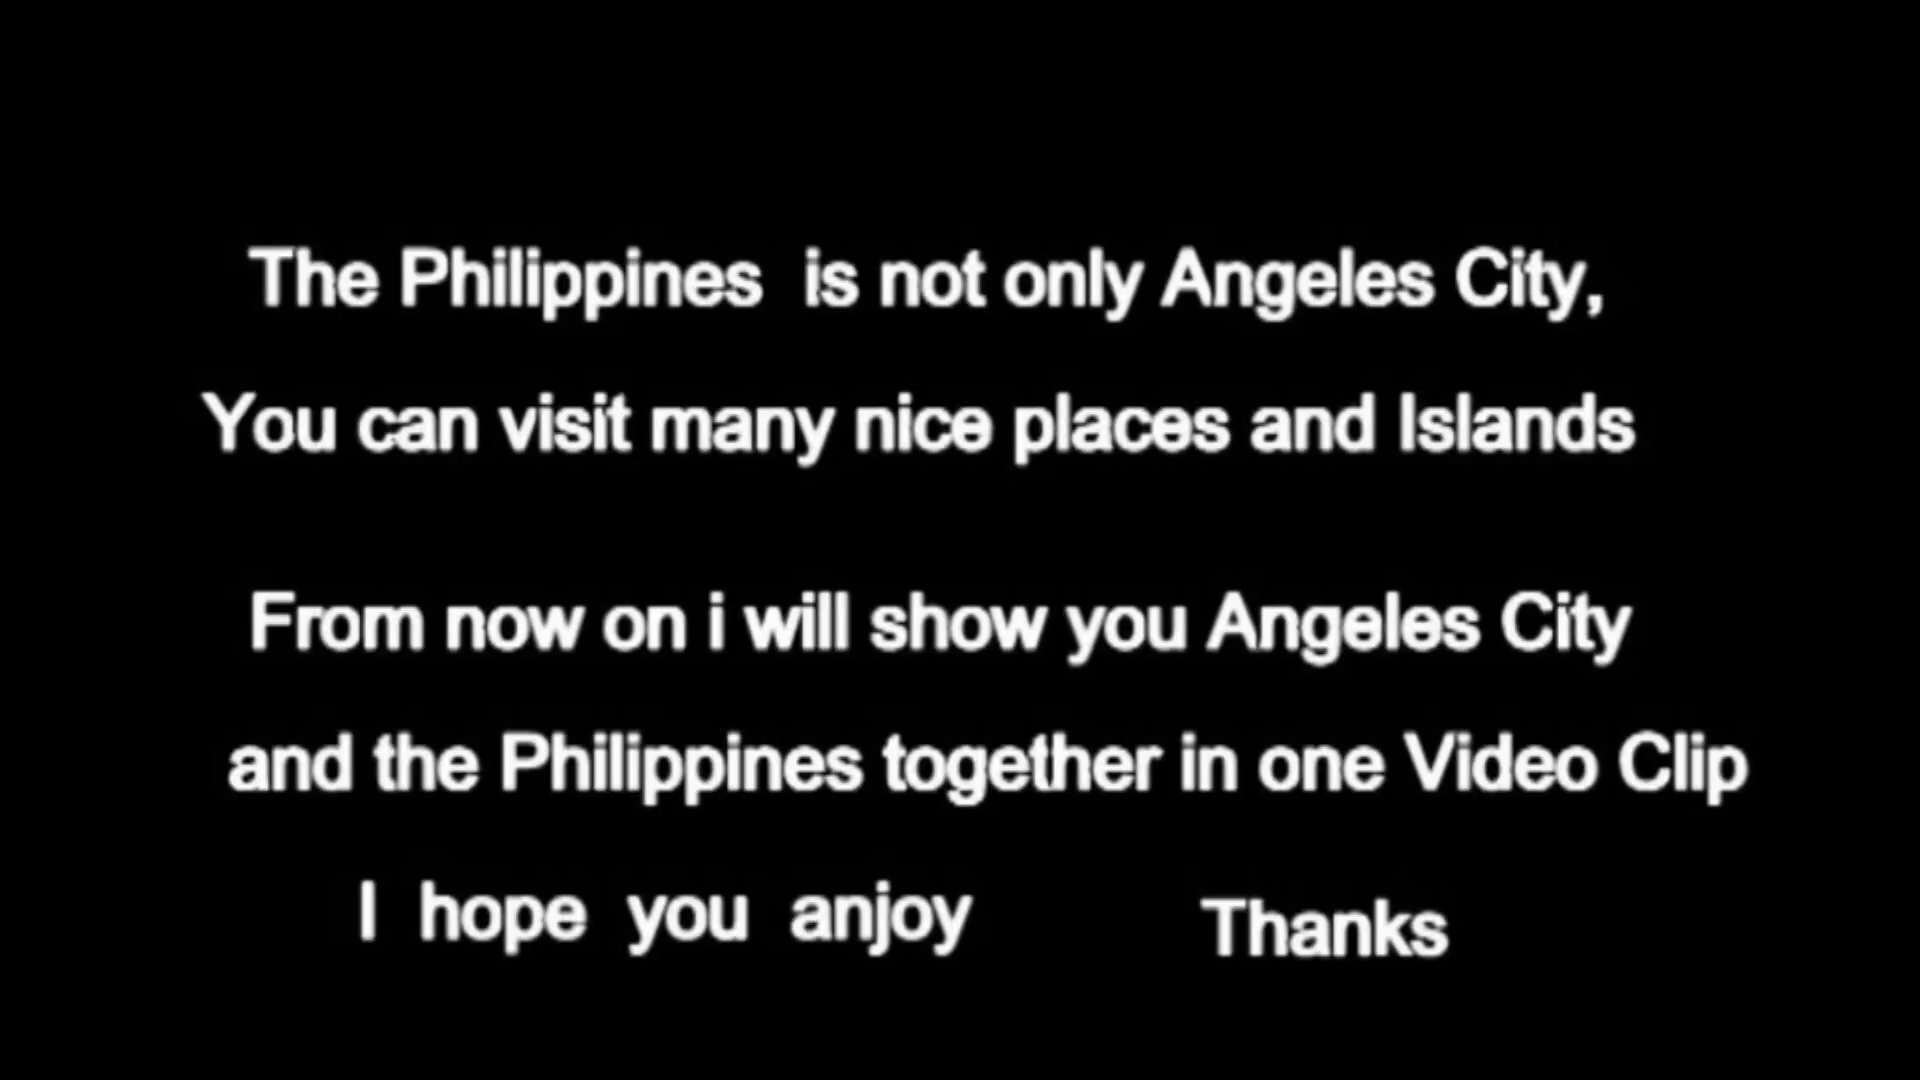 The Philippines is not only Angeles City,
You can visit many nice places and Islands
From now on i will show you Angeles City
and the Philippines together in one Video Clip
I hope you anjoy Thanks